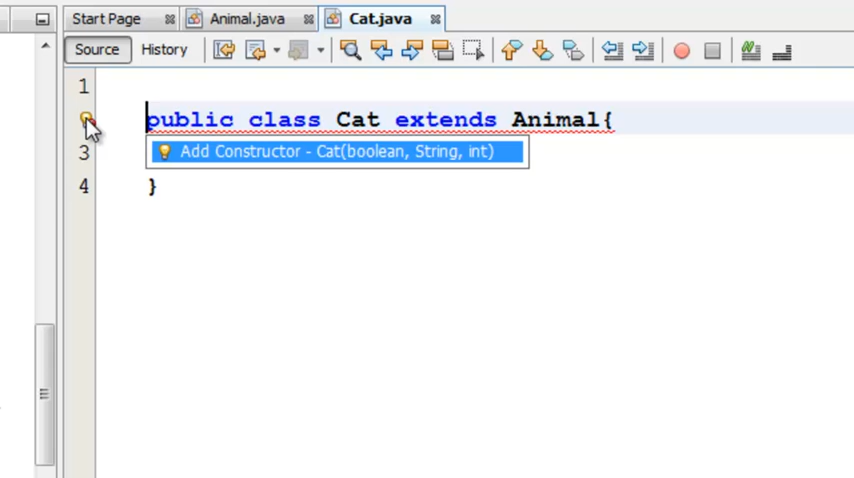 Start Page Animal.java Cat.java
Source History
1
public class Cat extends Animal{
Add Constructor - Cat(boolean, String, int)
3
4 }